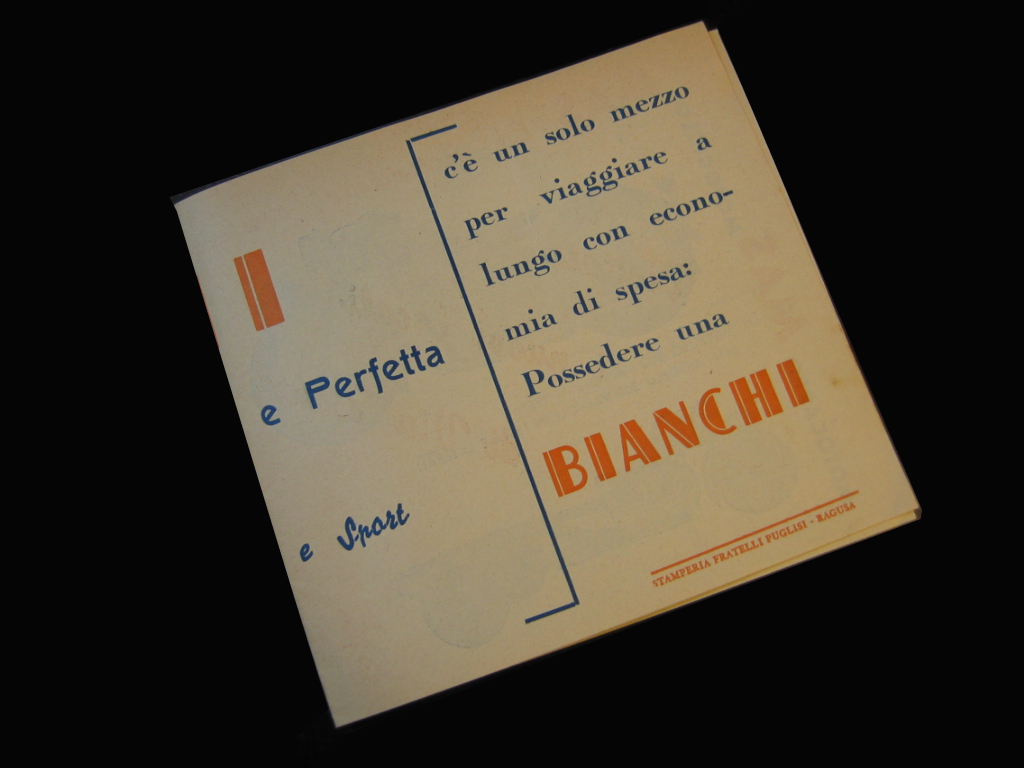 I
e Perfetta
e Sport
c'è un solo mezzo
per viaggiare a
lungo con econo-
mia di spesa:
Possedere una
BIANCHI
STAMPERIA FRATELLI PUGLISI - RAGUSA